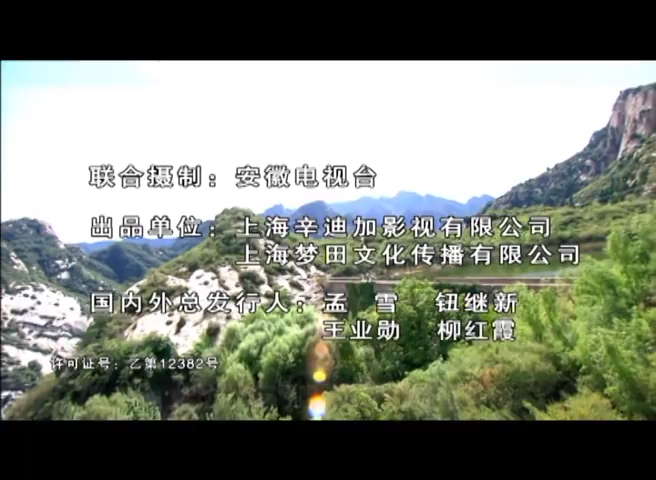 联合摄制：安徽电视台
出品单位：上海辛迪加影视有限公司
上海梦田文化传播有限公司
国内外总发行人：孟 雪 钮继新
王业勋 柳红霞
许可证号：乙第12382号